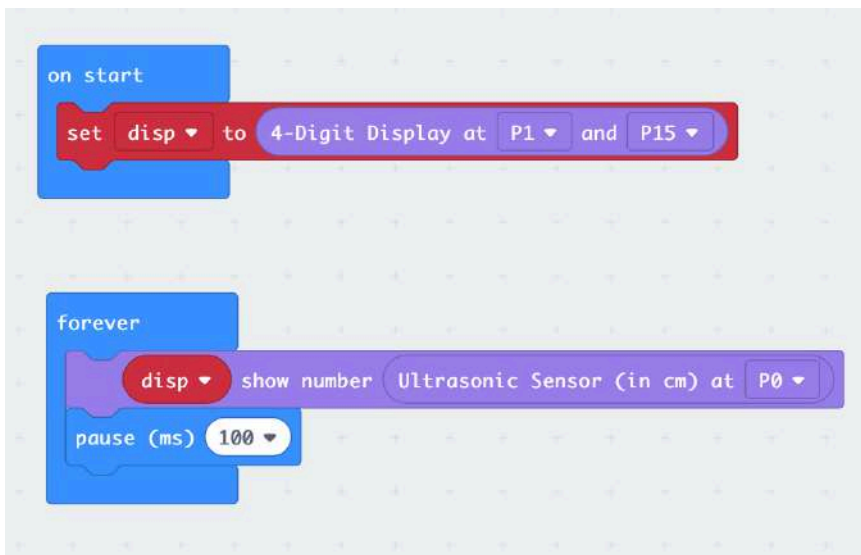 on start
set disp to 4-Digit Display at P1 and P15
forever
disp show number Ultrasonic Sensor (in cm) at P0
pause (ms) 100